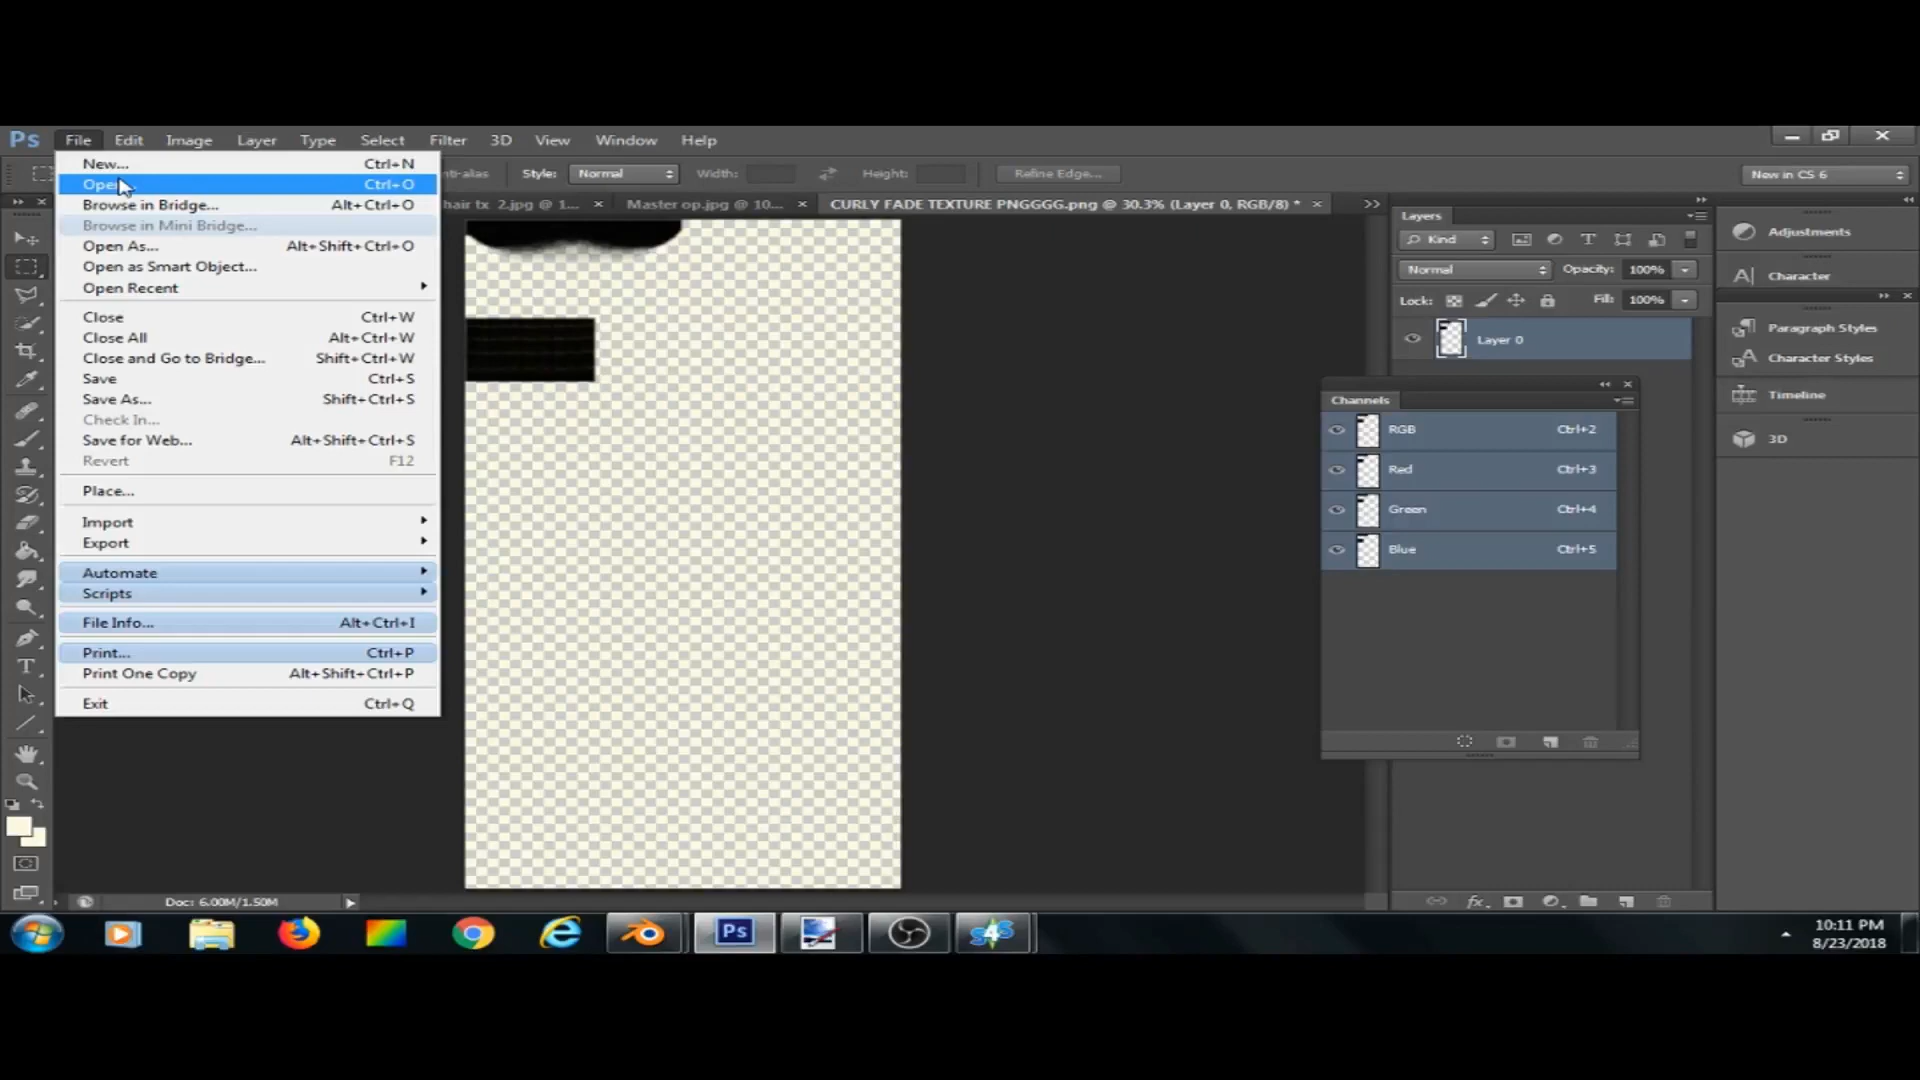 Ps File Edit Image Layer Type Select Filter 3D View Window Help
New... Ctrl+N
Open... Ctrl+O
Browse in Bridge... Alt+Ctrl+O
Browse in Mini Bridge...
Open As... Alt+Shift+Ctrl+O
Open as Smart Object...
Open Recent
Close Ctrl+W
Close All Alt+Ctrl+W
Close and Go to Bridge... Shift+Ctrl+W
Save Ctrl+S
Save As... Shift+Ctrl+S
Check In...
Save for Web... Alt+Shift+Ctrl+S
Revert F12
Place...
Import
Export
Automate
Scripts
File Info... Alt+Ctrl+I
Print... Ctrl+P
Print One Copy Alt+Shift+Ctrl+P
Exit Ctrl+Q
nti-alias Style: Normal Width: Height: Refine Edge... New in CS 6
hair tx 2.jpg @ 1... Master op.jpg @ 10... CURLY FADE TEXTURE PNGGGG.png @ 30.3% (Layer 0, RGB/8) *
Layers
Kind
Normal Opacity: 100%
Lock: Fill: 100%
Layer 0
Channels
RGB Ctrl+2
Red Ctrl+3
Green Ctrl+4
Blue Ctrl+5
Adjustments
Character
Paragraph Styles
Character Styles
Timeline
3D
Doc: 6.00M/1.50M
fx
Ps
S4S
10:11 PM
8/23/2018